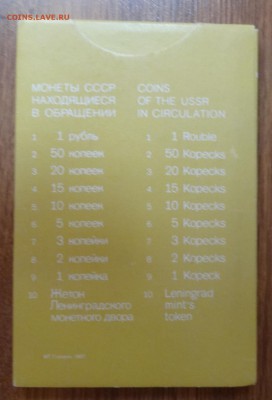 COINS.LAVE.RU
МОНЕТЫ СССР
НАХОДЯЩИЕСЯ
В ОБРАЩЕНИИ
1. 1 рубль
2. 50 копеек
3. 20 копеек
4. 15 копеек
5. 10 копеек
6. 5 копеек
7. 3 копейки
8. 2 копейки
9. 1 копейка
10. Жетон
Ленинградского
монетного двора
COINS
OF THE USSR
IN CIRCULATION
1. 1 Rouble
2. 50 Kopecks
3. 20 Kopecks
4. 15 Kopecks
5. 10 Kopecks
6. 5 Kopecks
7. 3 Kopecks
8. 2 Kopecks
9. 1 Kopeck
10. Leningrad
mint's
token